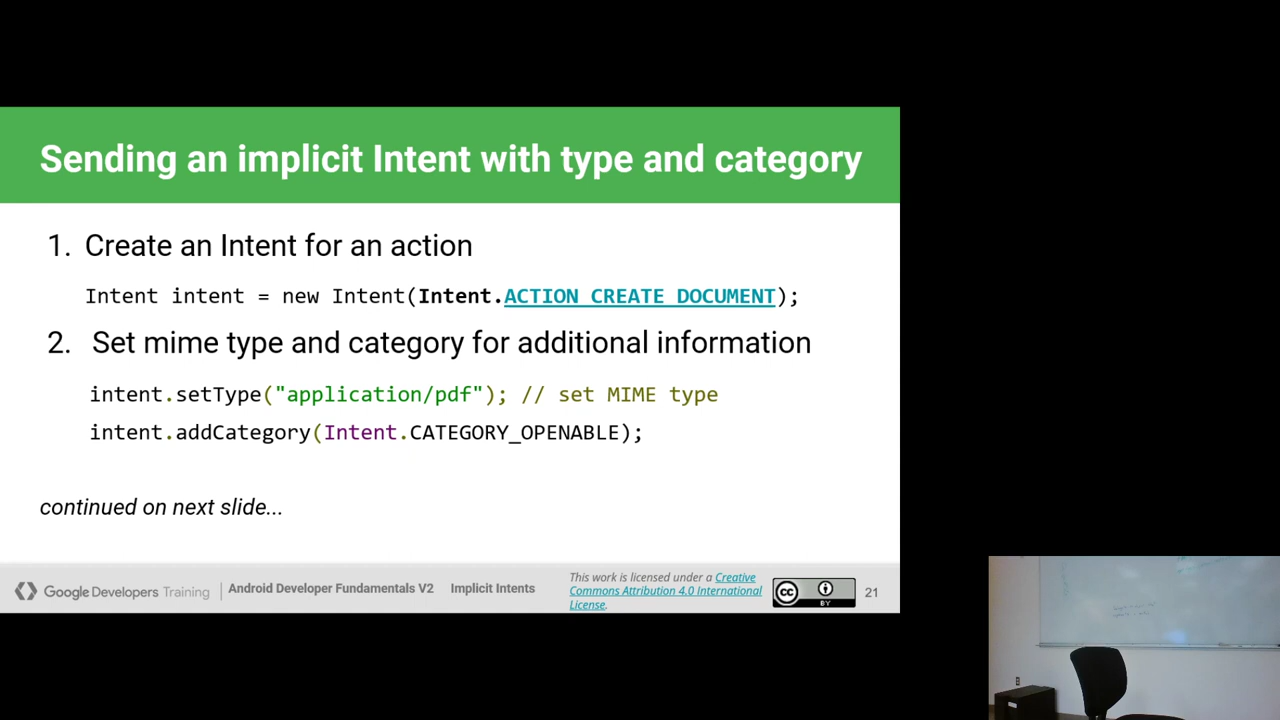 Sending an implicit Intent with type and category
1. Create an Intent for an action
Intent intent = new Intent(Intent.ACTION_CREATE_DOCUMENT);
2. Set mime type and category for additional information
intent.setType("application/pdf"); // set MIME type
intent.addCategory(Intent.CATEGORY_OPENABLE);
continued on next slide...
Google Developers Training
Android Developer Fundamentals V2
Implicit Intents
This work is licensed under a Creative
Commons Attribution 4.0 International
License.
cc
BY
21